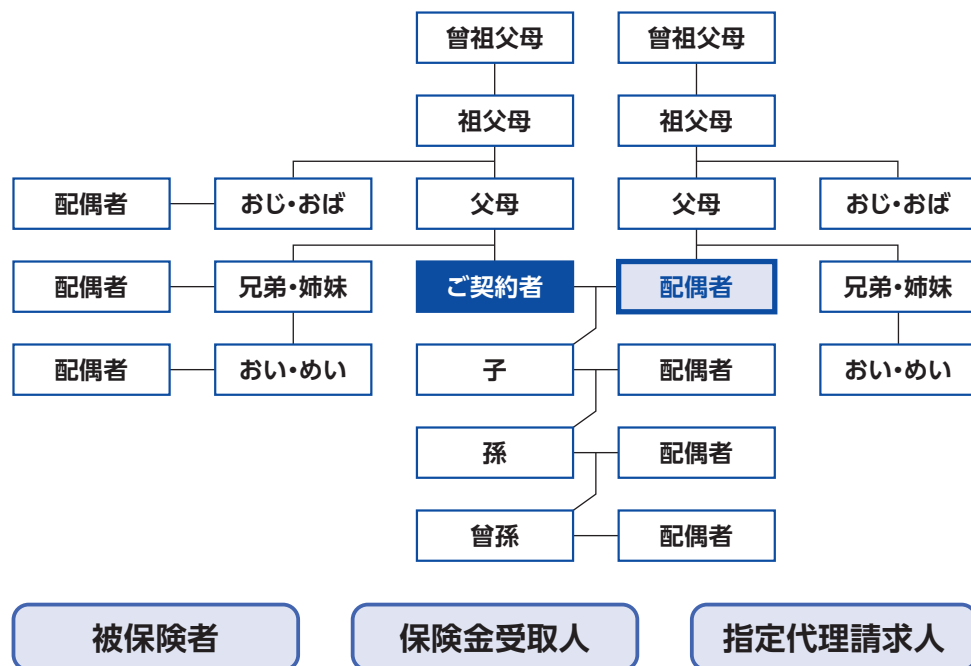 曾祖父母 曾祖父母
祖父母 祖父母
配偶者 おじ・おば 父母 父母 おじ・おば
配偶者 兄弟・姉妹 ご契約者 配偶者 兄弟・姉妹
配偶者 おい・めい 子 配偶者 おい・めい
孫 配偶者
曾孫 配偶者
被保険者 保険金受取人 指定代理請求人